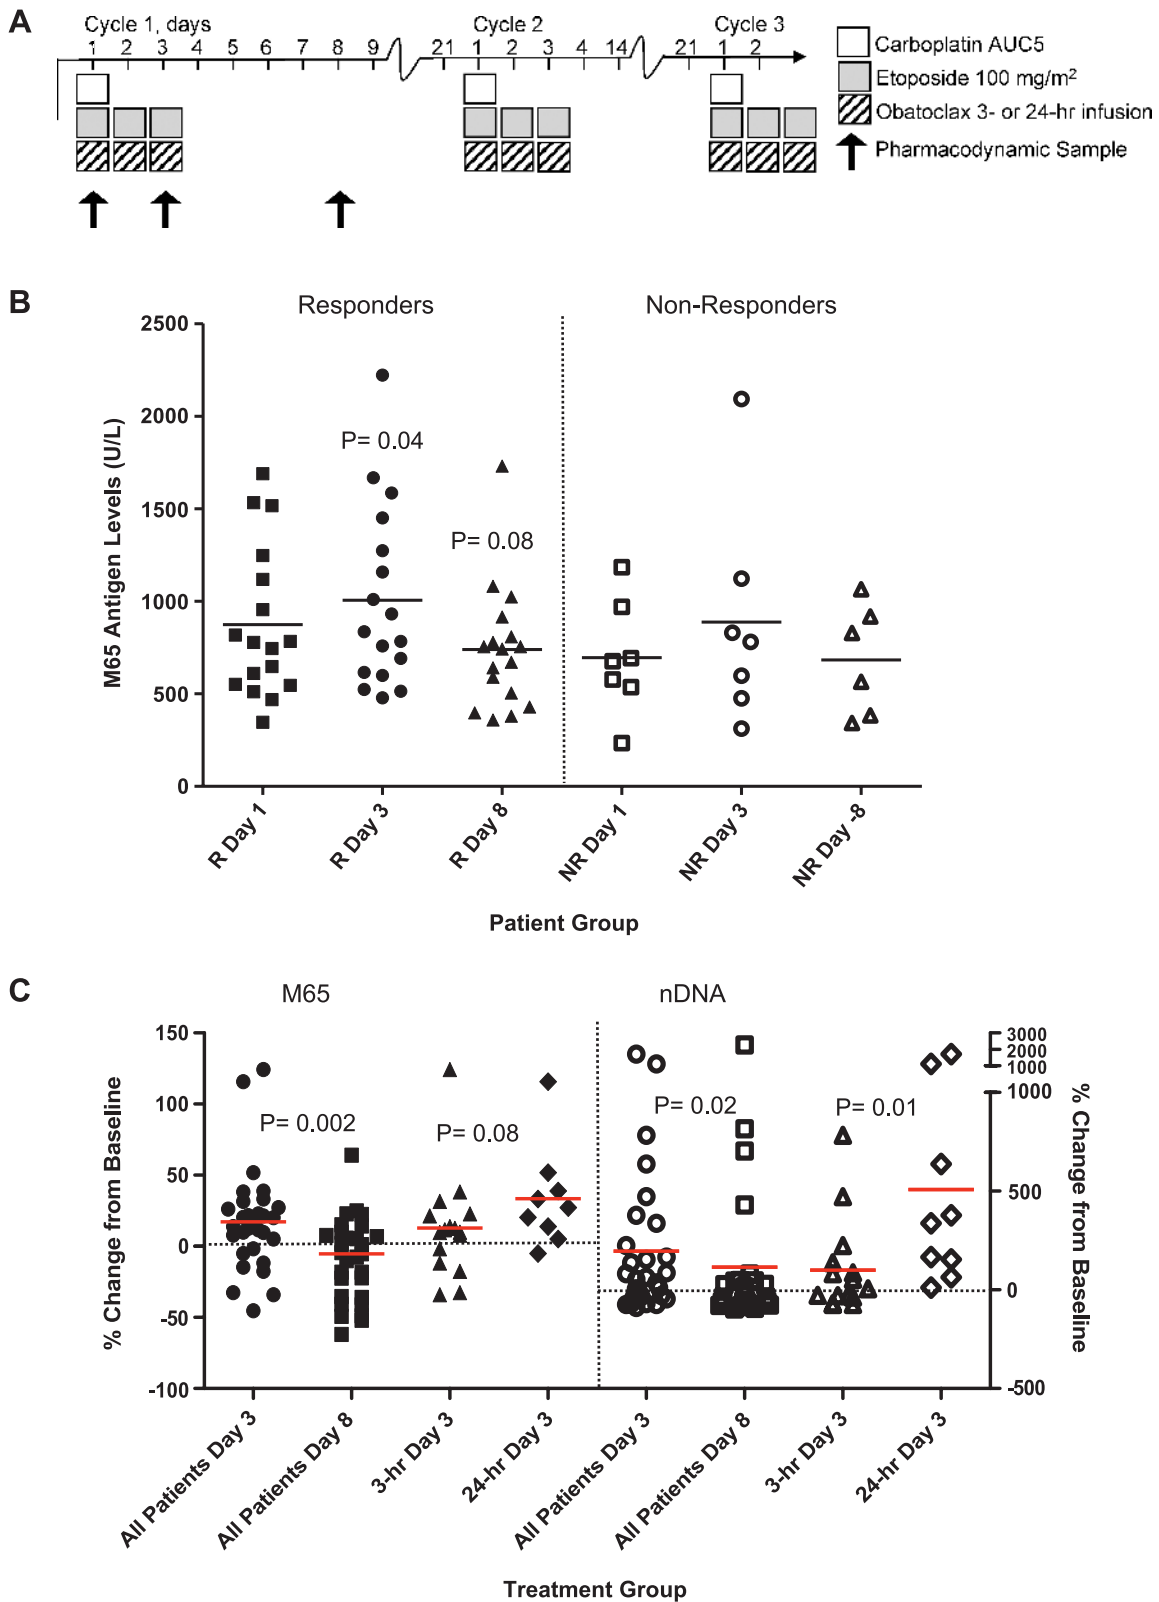 A
Cycle 1, days
Cycle 2
Cycle 3
1 2 3 4 5 6 7 8 9 21 1 2 3 4 14 21 1 2
Carboplatin AUC5
Etoposide 100 mg/m²
Obatoclax 3- or 24-hr infusion
Pharmacodynamic Sample
B
Responders
Non-Responders
M65 Antigen Levels (U/L)
2500
2000
1500
1000
500
0
P= 0.04
P= 0.08
R Day 1
R Day 3
R Day 8
NR Day 1
NR Day 3
NR Day -8
Patient Group
C
M65
nDNA
% Change from Baseline
150
100
50
0
-50
-100
P= 0.002
P= 0.08
P= 0.02
P= 0.01
3000
2000
1000
1000
500
0
-500
% Change from Baseline
All Patients Day 3
All Patients Day 8
3-hr Day 3
24-hr Day 3
All Patients Day 3
All Patients Day 8
3-hr Day 3
24-hr Day 3
Treatment Group